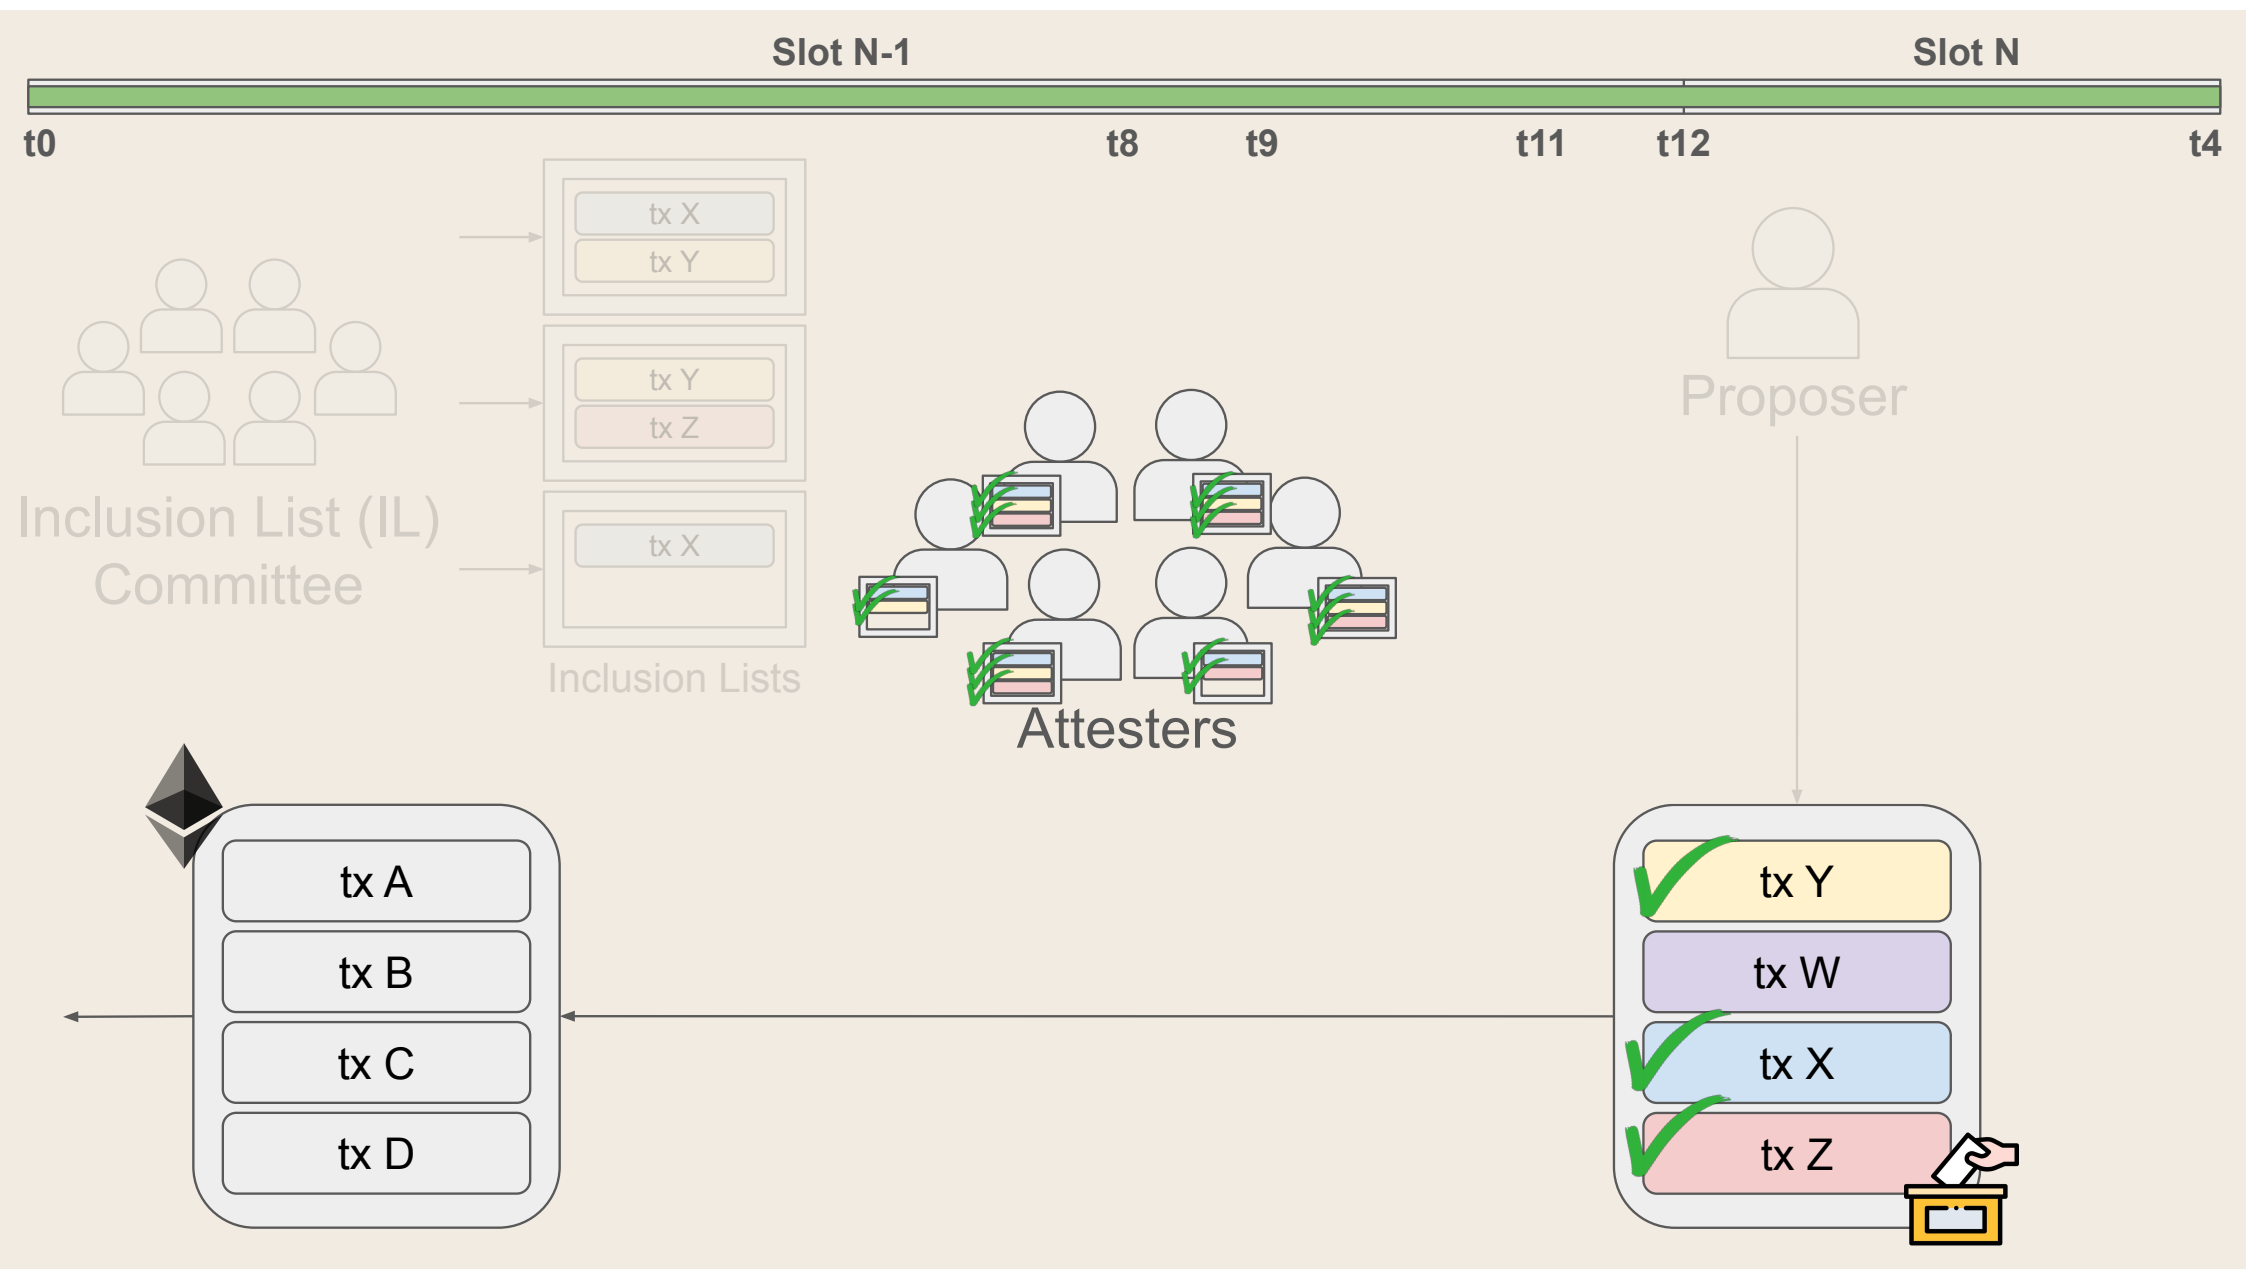 Slot N-1
Slot N
t0
t8
t9
t11
t12
t4
tx X
tx Y
tx Y
tx Z
tx X
Inclusion Lists
Inclusion List (IL)
Committee
Attesters
Proposer
tx A
tx B
tx C
tx D
tx Y
tx W
tx X
tx Z